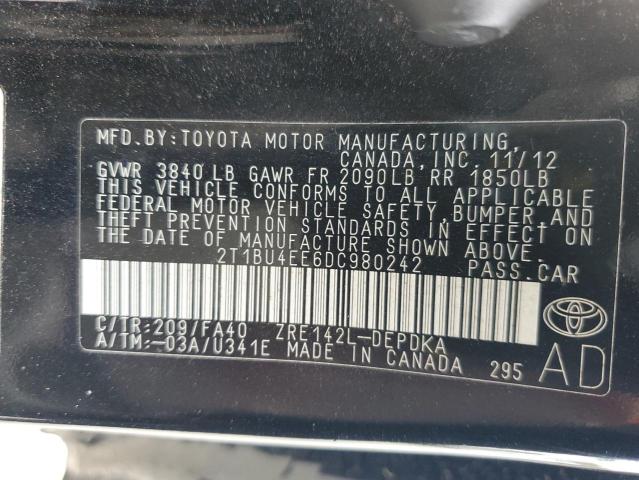 MFD.BY:TOYOTA MOTOR MANUFACTURING,
CANADA, INC. 11/12
GVWR 3840 LB GAWR FR 2090LB,RR 1850LB
THIS VEHICLE CONFORMS TO ALL APPLICABLE
FEDERAL MOTOR VEHICLE SAFETY,BUMPER,AND
THEFT PREVENTION STANDARDS IN EFFECT ON
THE DATE OF MANUFACTURE SHOWN ABOVE.
2T1BU4EE6DC980242 PASS.CAR
C/TR:209/FA40 ZRE142L-DEPDKA
A/TM:-03A/U341E MADE IN CANADA 295 AD